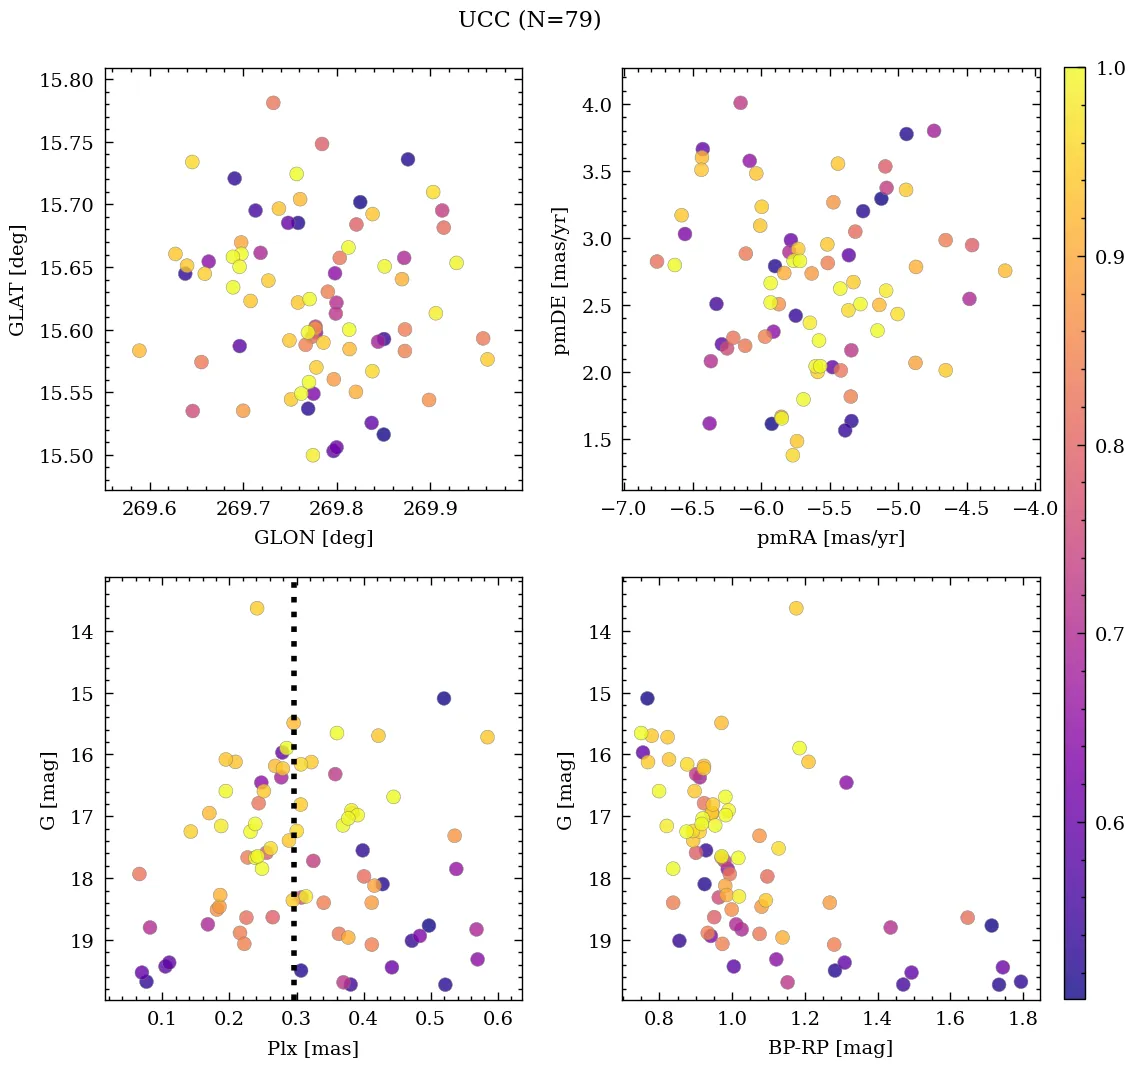 UCC (N=79)
15.80
15.75
15.70
15.65
15.60
15.55
15.50
GLAT [deg]
269.6 269.7 269.8 269.9
GLON [deg]
4.0
3.5
3.0
2.5
2.0
1.5
pmDE [mas/yr]
−7.0 −6.5 −6.0 −5.5 −5.0 −4.5 −4.0
pmRA [mas/yr]
1.0
0.9
0.8
0.7
0.6
14
15
16
17
18
19
G [mag]
0.1 0.2 0.3 0.4 0.5 0.6
Plx [mas]
14
15
16
17
18
19
G [mag]
0.8 1.0 1.2 1.4 1.6 1.8
BP-RP [mag]